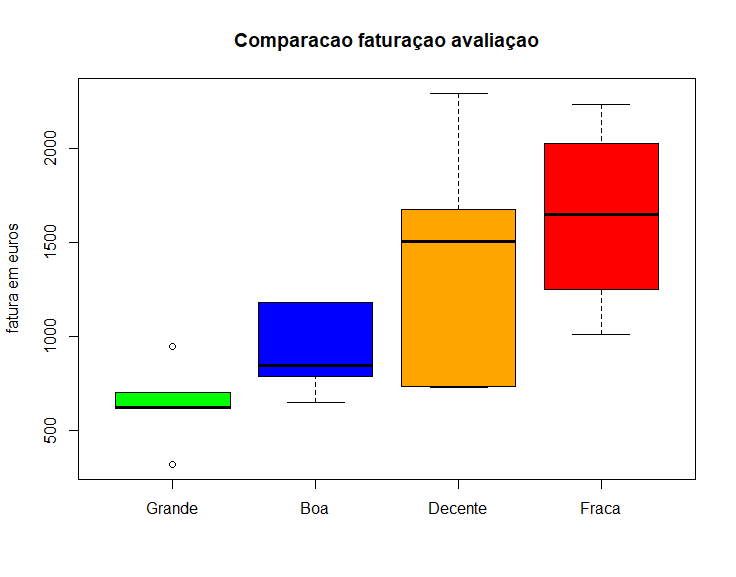 Comparacao faturaçao avaliaçao
fatura em euros
2000
1500
1000
500
Grande Boa Decente Fraca